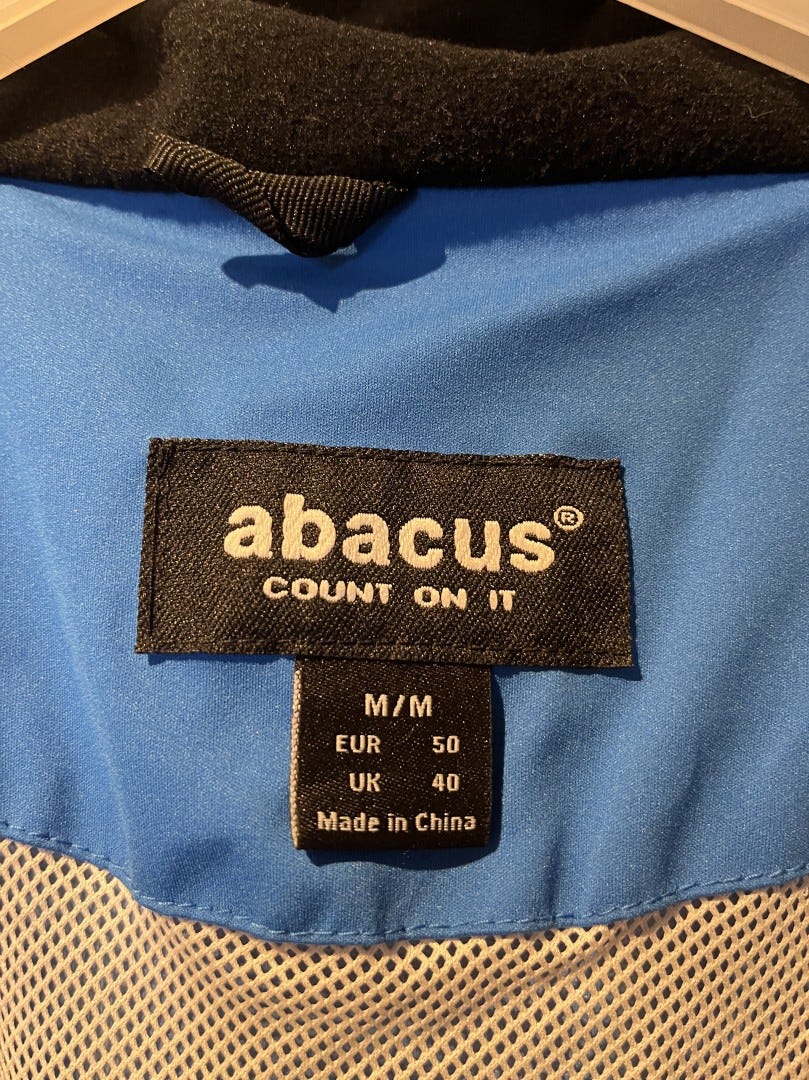 abacus®
COUNT ON IT
M/M
EUR 50
UK 40
Made in China